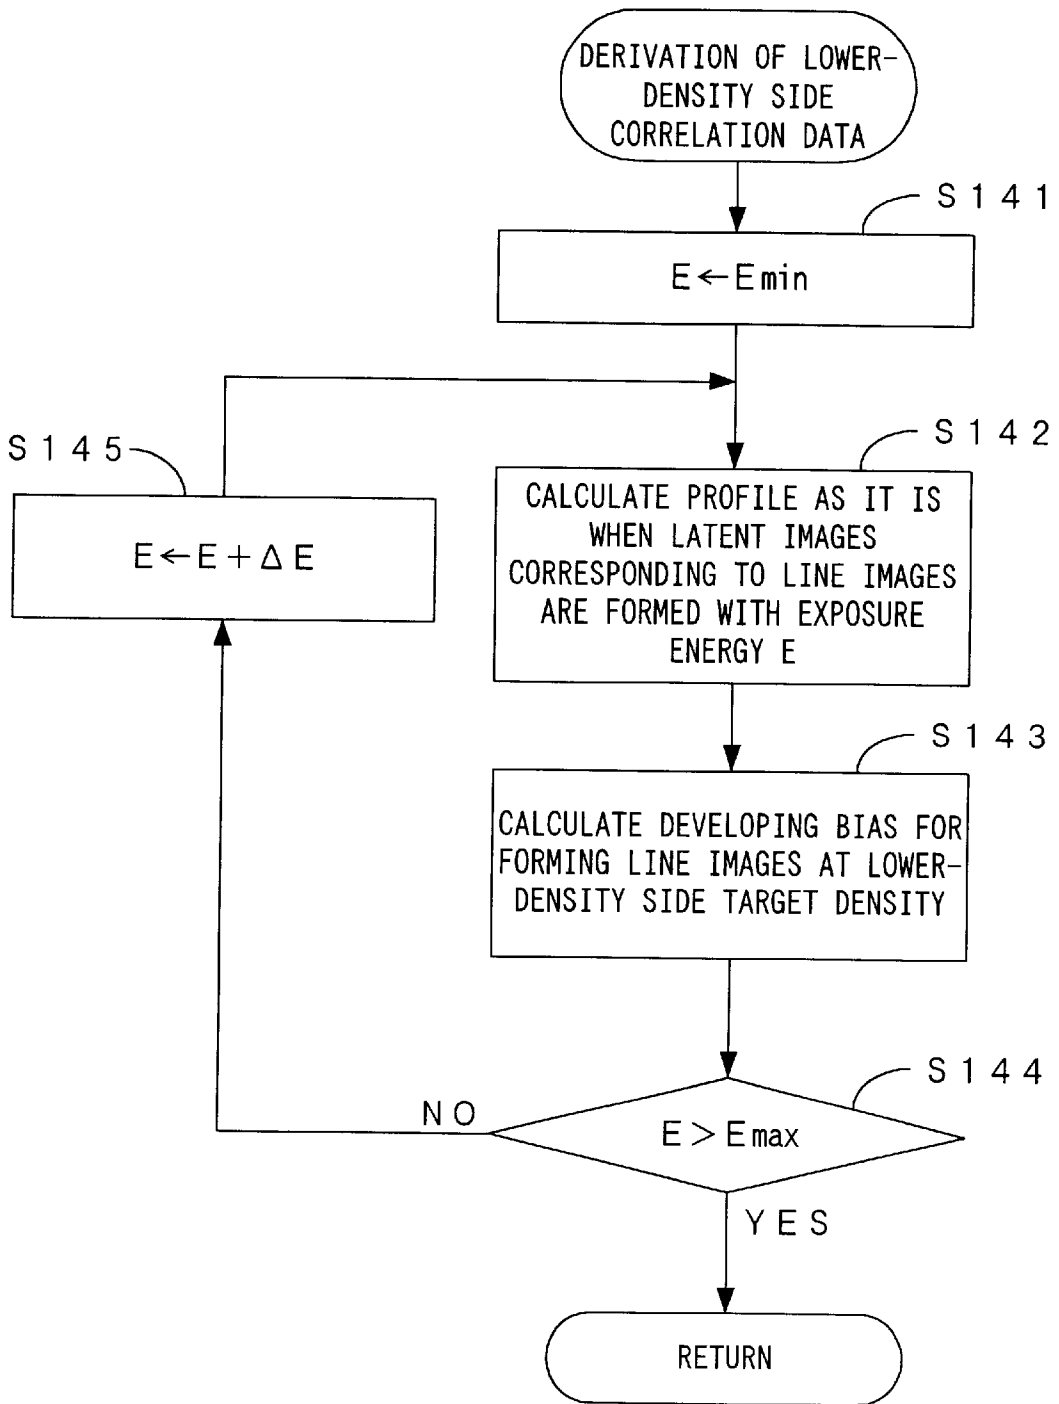 DERIVATION OF LOWER-
DENSITY SIDE
CORRELATION DATA
S141
E←Emin
S142
CALCULATE PROFILE AS IT IS
WHEN LATENT IMAGES
CORRESPONDING TO LINE IMAGES
ARE FORMED WITH EXPOSURE
ENERGY E
S145
E←E+ΔE
S143
CALCULATE DEVELOPING BIAS FOR
FORMING LINE IMAGES AT LOWER-
DENSITY SIDE TARGET DENSITY
S144
E>Emax
NO
YES
RETURN